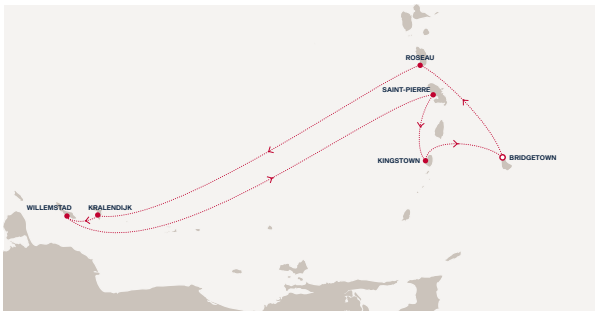 ROSEAU
SAINT-PIERRE
KINGSTOWN
BRIDGETOWN
WILLEMSTAD
KRALENDIJK